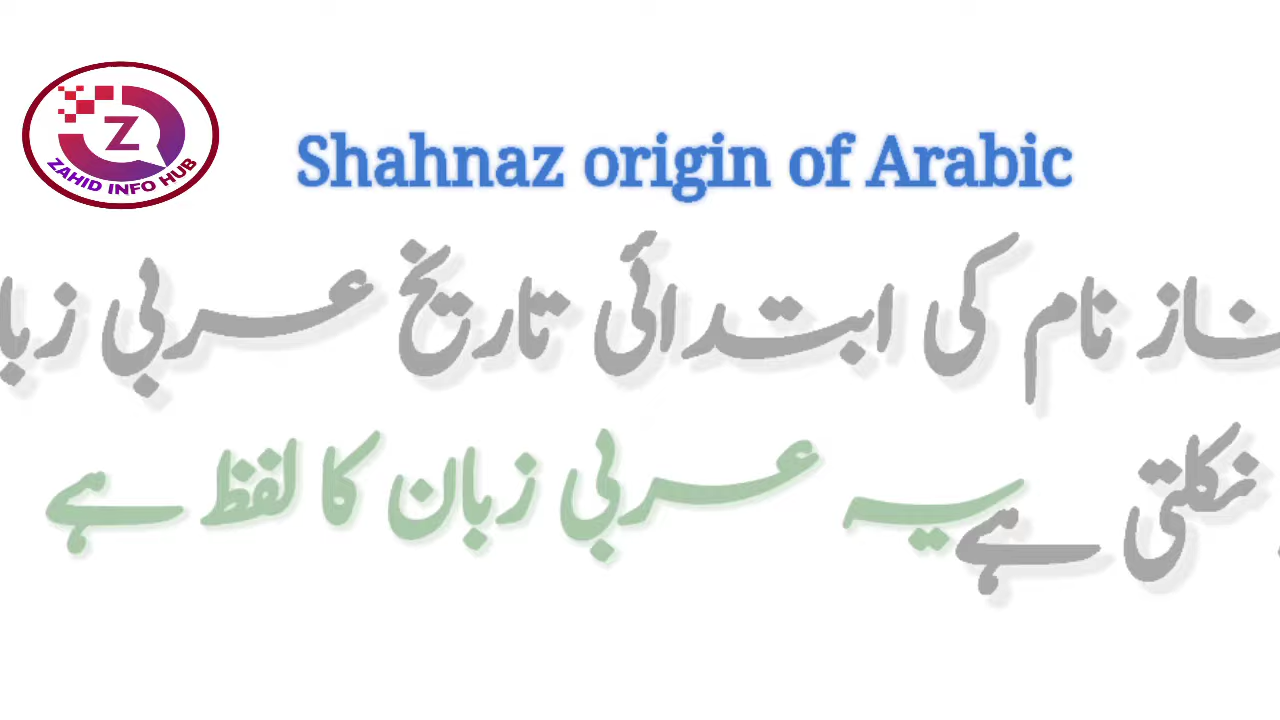 Z
ZAHID INFO HUB
Shahnaz origin of Arabic
ناز نام کی ابتدائی تاریخ عربی زبا
نکلتی ہے
یہ عربی زبان کا لفظ ہے